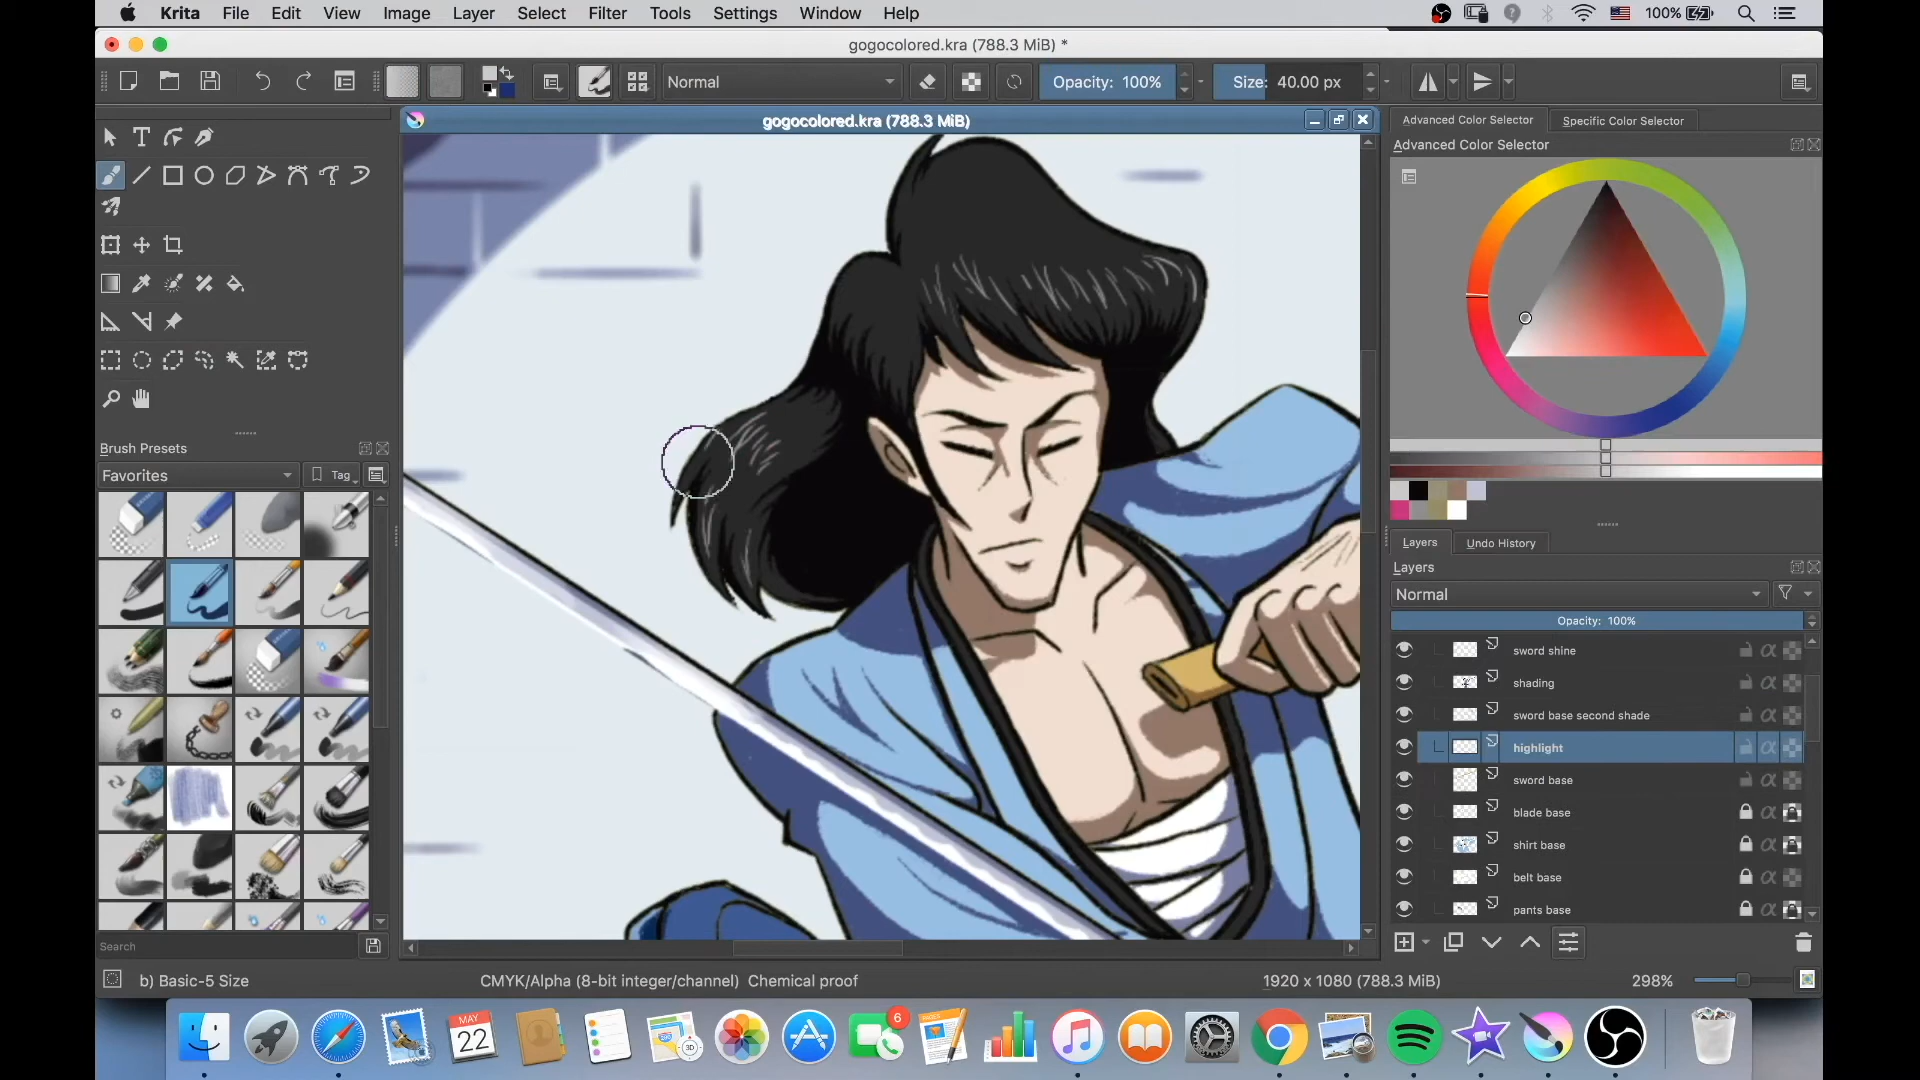 Krita File Edit View Image Layer Select Filter Tools Settings Window Help 100%
gogocolored.kra (788.3 MiB) *
Normal Opacity: 100% Size: 40.00 px
gogocolored.kra (788.3 MiB)
Advanced Color Selector Specific Color Selector
Advanced Color Selector
Brush Presets
Favorites Tag
Layers Undo History
Layers
Normal
Opacity: 100%
sword shine
shading
sword base second shade
highlight
sword base
blade base
shirt base
belt base
pants base
Search
b) Basic-5 Size CMYK/Alpha (8-bit integer/channel) Chemical proof 1920 x 1080 (788.3 MiB) 298%
MAY
22
3D
6
PAGES